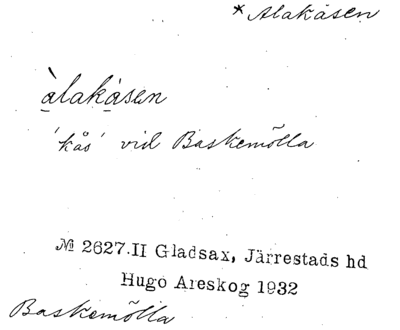 * Alakåsen
àlakåsen
'kås' vid Baskemölla
№ 2627.II Gladsax, Järrestads hd
Hugo Areskog 1932
Baskemölla